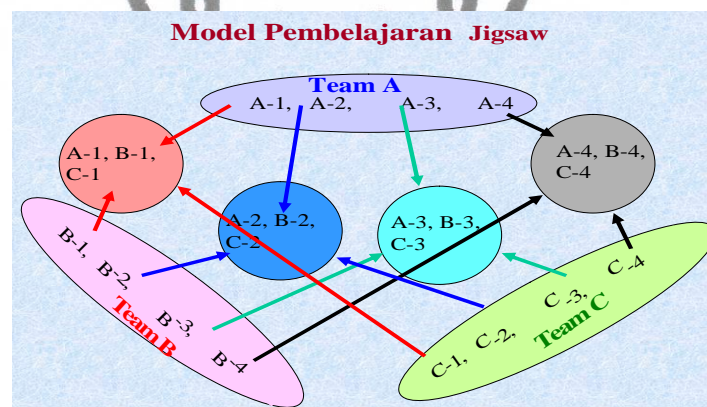 Model Pembelajaran Jigsaw
Team A
A-1, A-2, A-3, A-4
A-1, B-1,
C-1
A-2, B-2,
C-2
A-3, B-3,
C-3
A-4, B-4,
C-4
B-1, B-2, B-3, B-4
Team B
C-1, C-2, C-3, C-4
Team C